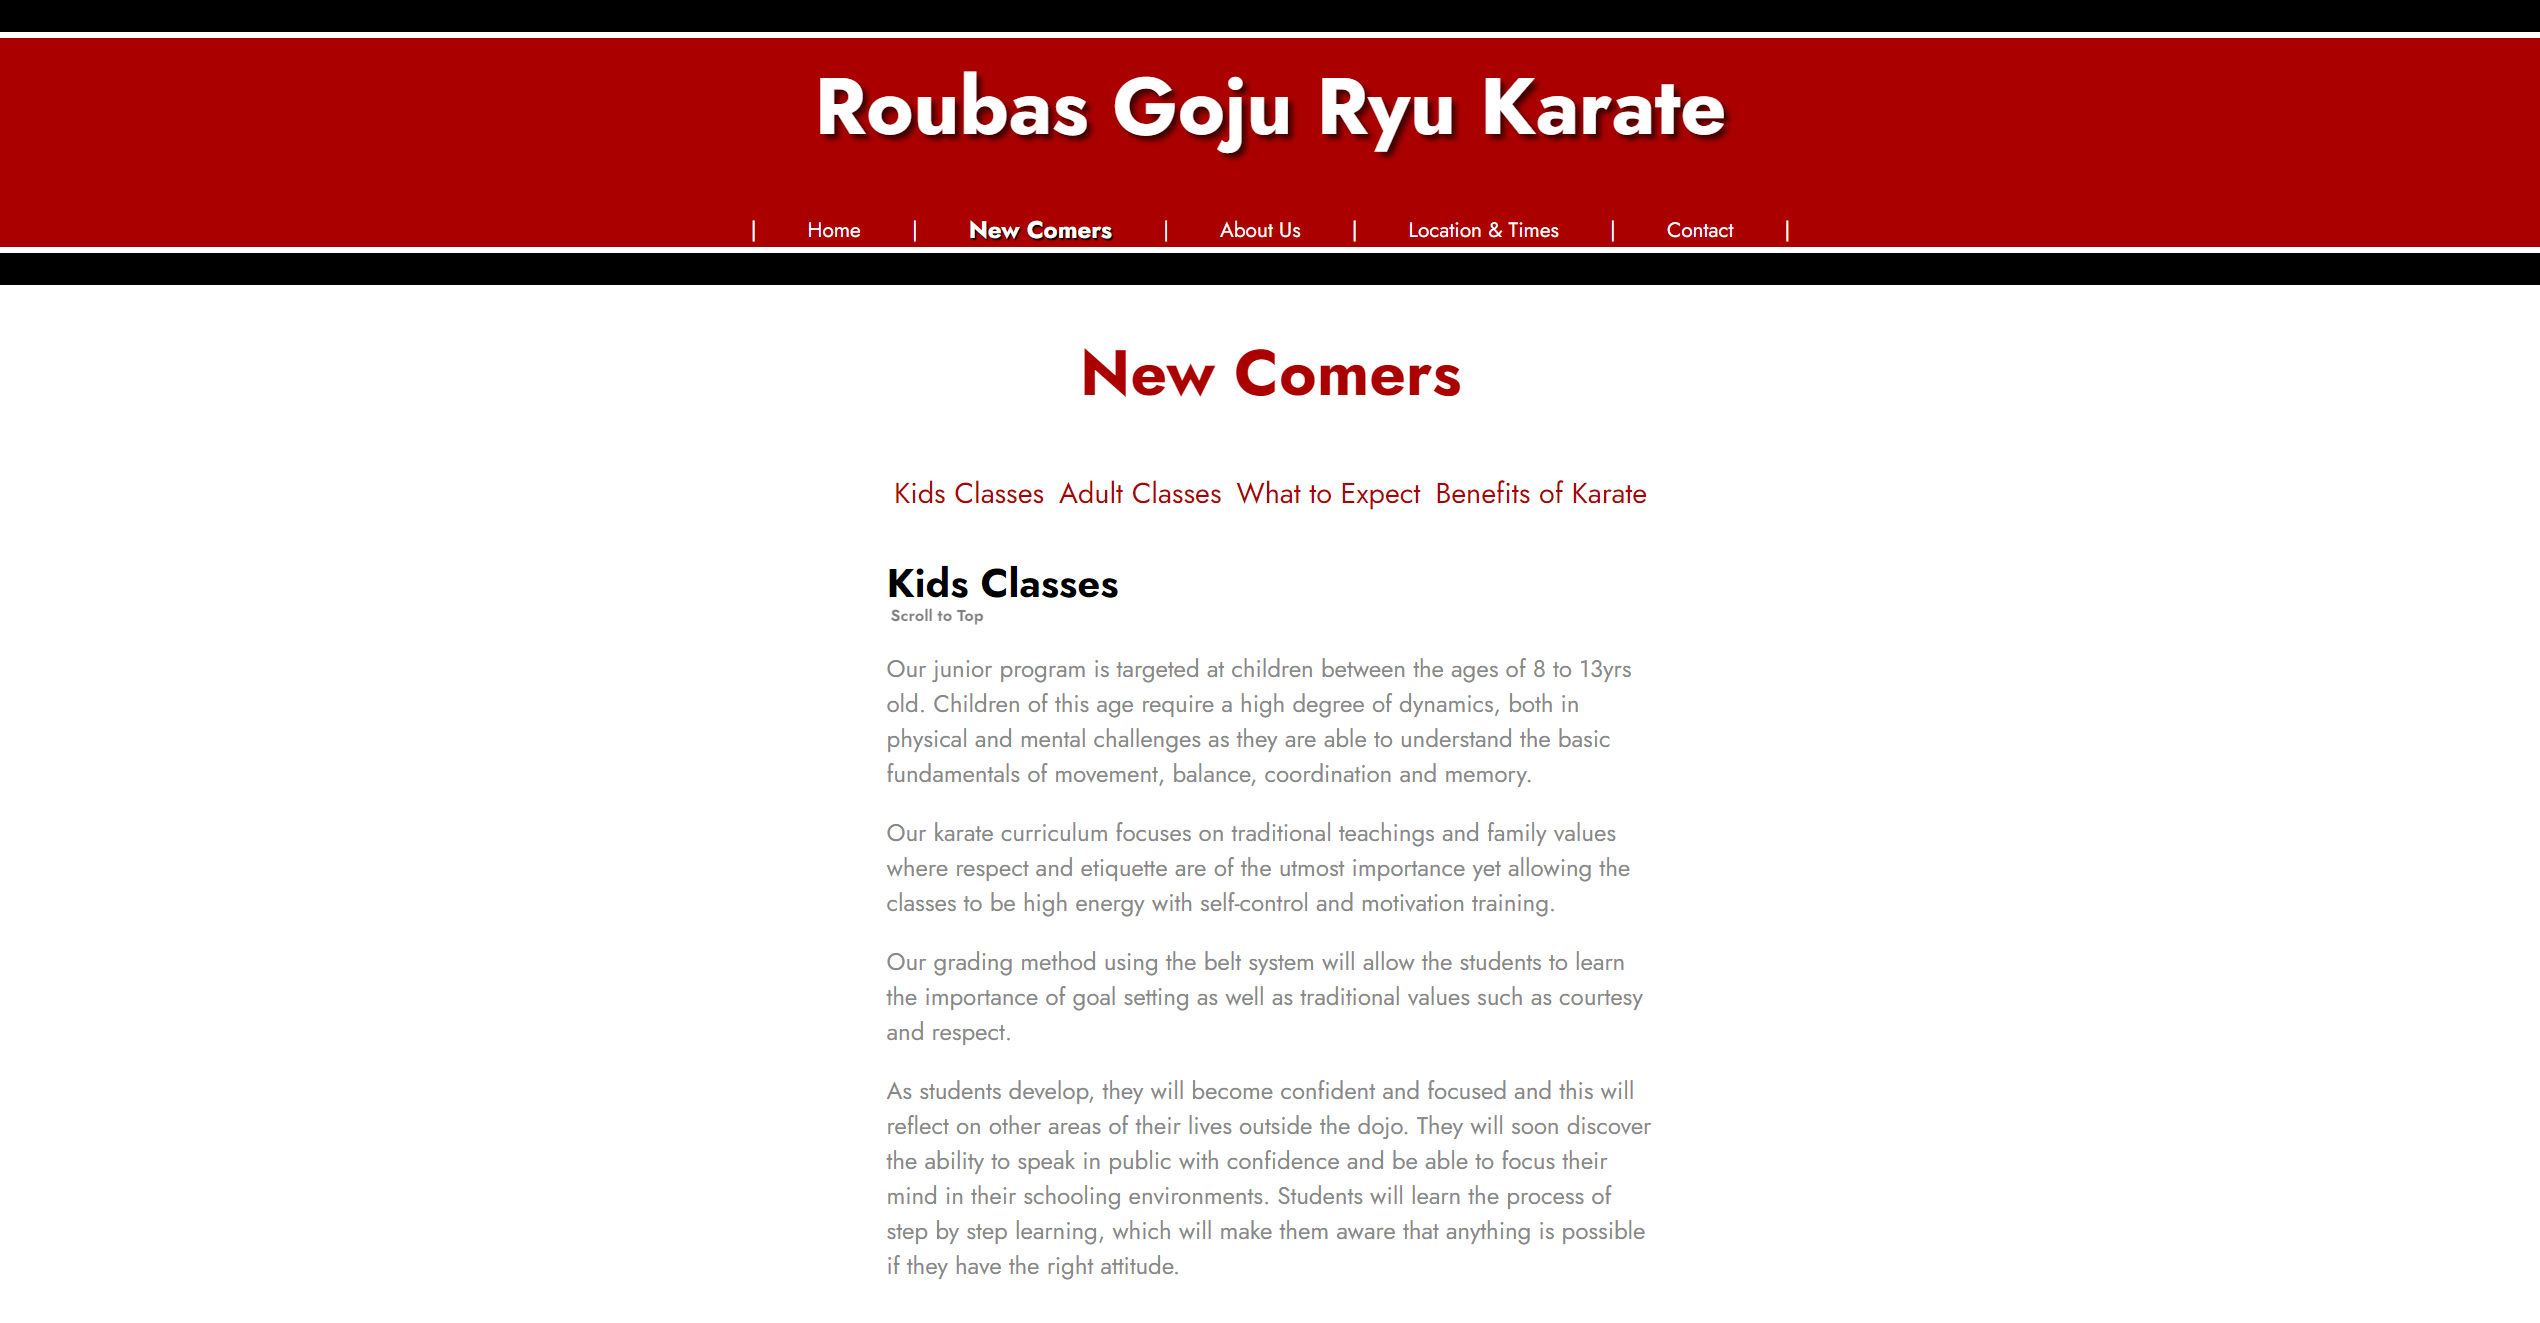 Roubas Goju Ryu Karate
| Home | New Comers | About Us | Location & Times | Contact |
New Comers
Kids Classes Adult Classes What to Expect Benefits of Karate
Kids Classes
Scroll to Top
Our junior program is targeted at children between the ages of 8 to 13yrs
old. Children of this age require a high degree of dynamics, both in
physical and mental challenges as they are able to understand the basic
fundamentals of movement, balance, coordination and memory.
Our karate curriculum focuses on traditional teachings and family values
where respect and etiquette are of the utmost importance yet allowing the
classes to be high energy with self-control and motivation training.
Our grading method using the belt system will allow the students to learn
the importance of goal setting as well as traditional values such as courtesy
and respect.
As students develop, they will become confident and focused and this will
reflect on other areas of their lives outside the dojo. They will soon discover
the ability to speak in public with confidence and be able to focus their
mind in their schooling environments. Students will learn the process of
step by step learning, which will make them aware that anything is possible
if they have the right attitude.